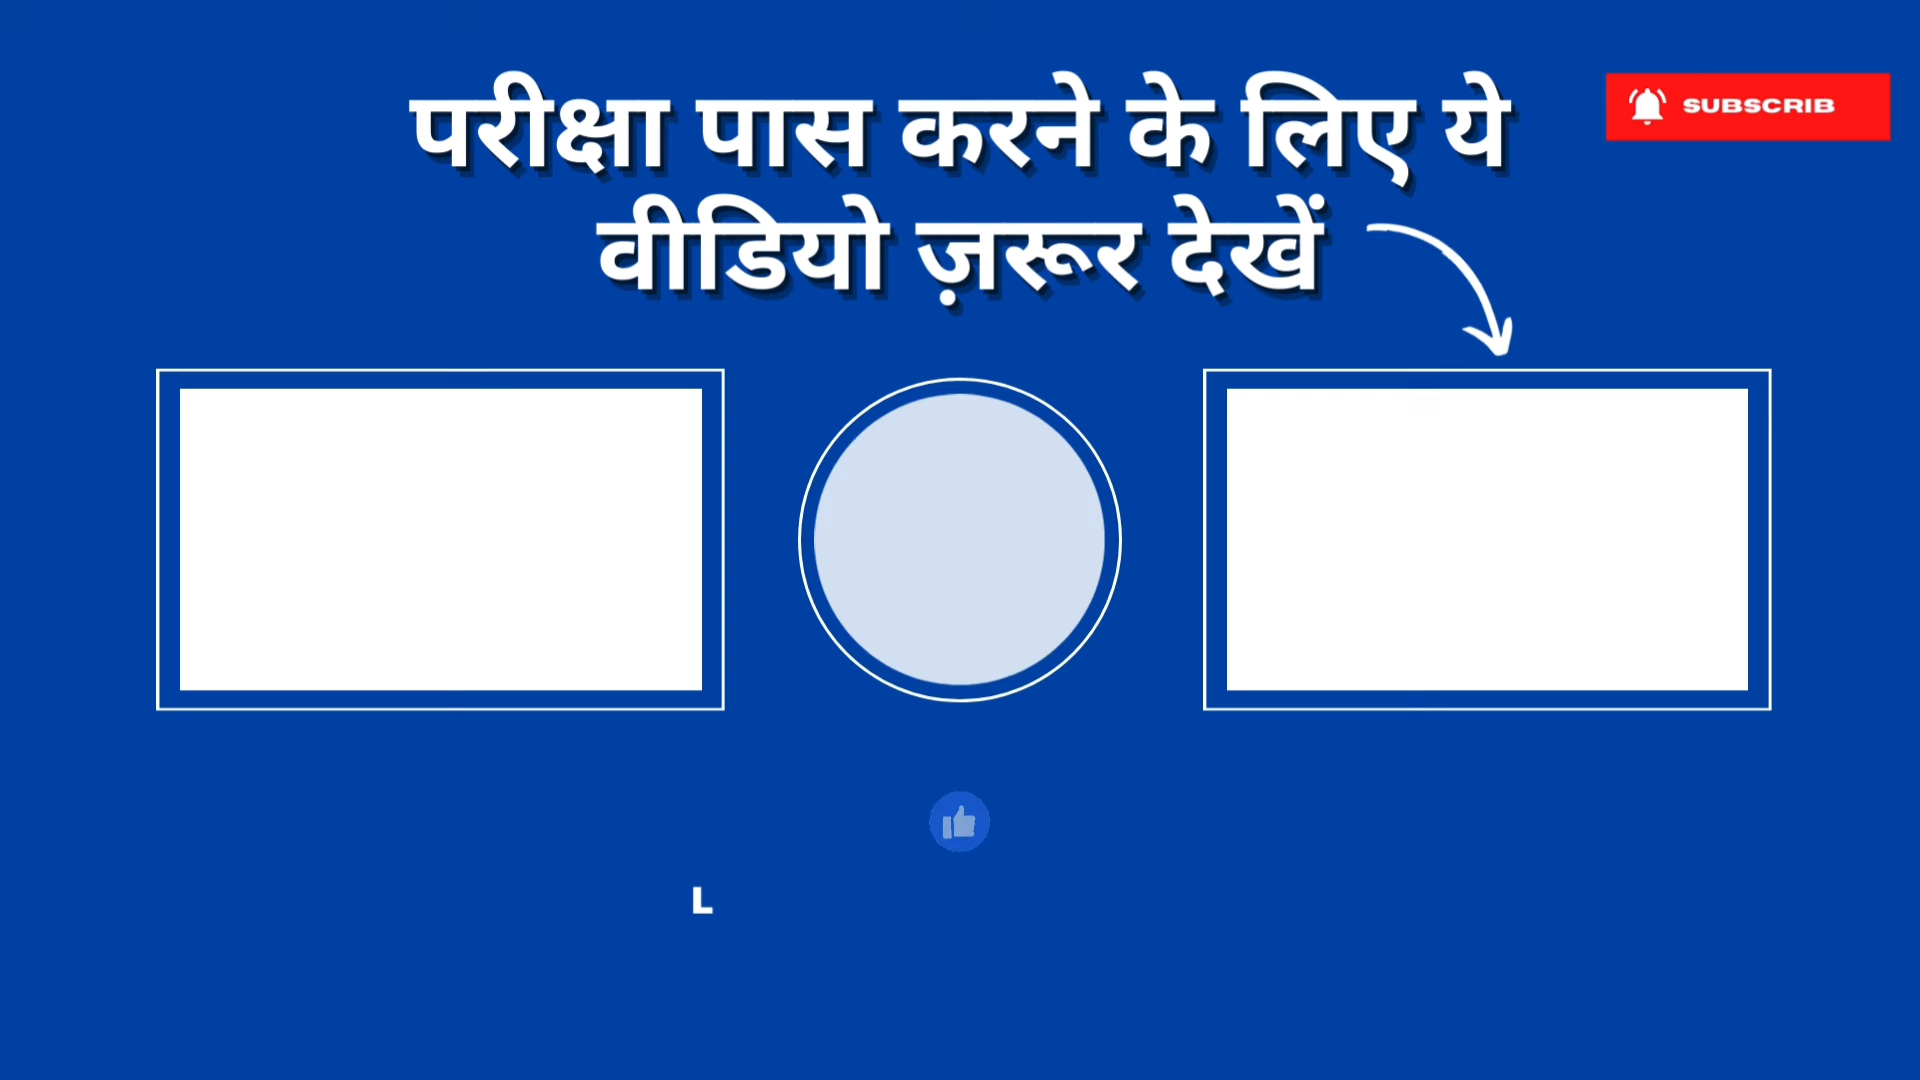 परीक्षा पास करने के लिए ये
वीडियो ज़रूर देखें
SUBSCRIB
L